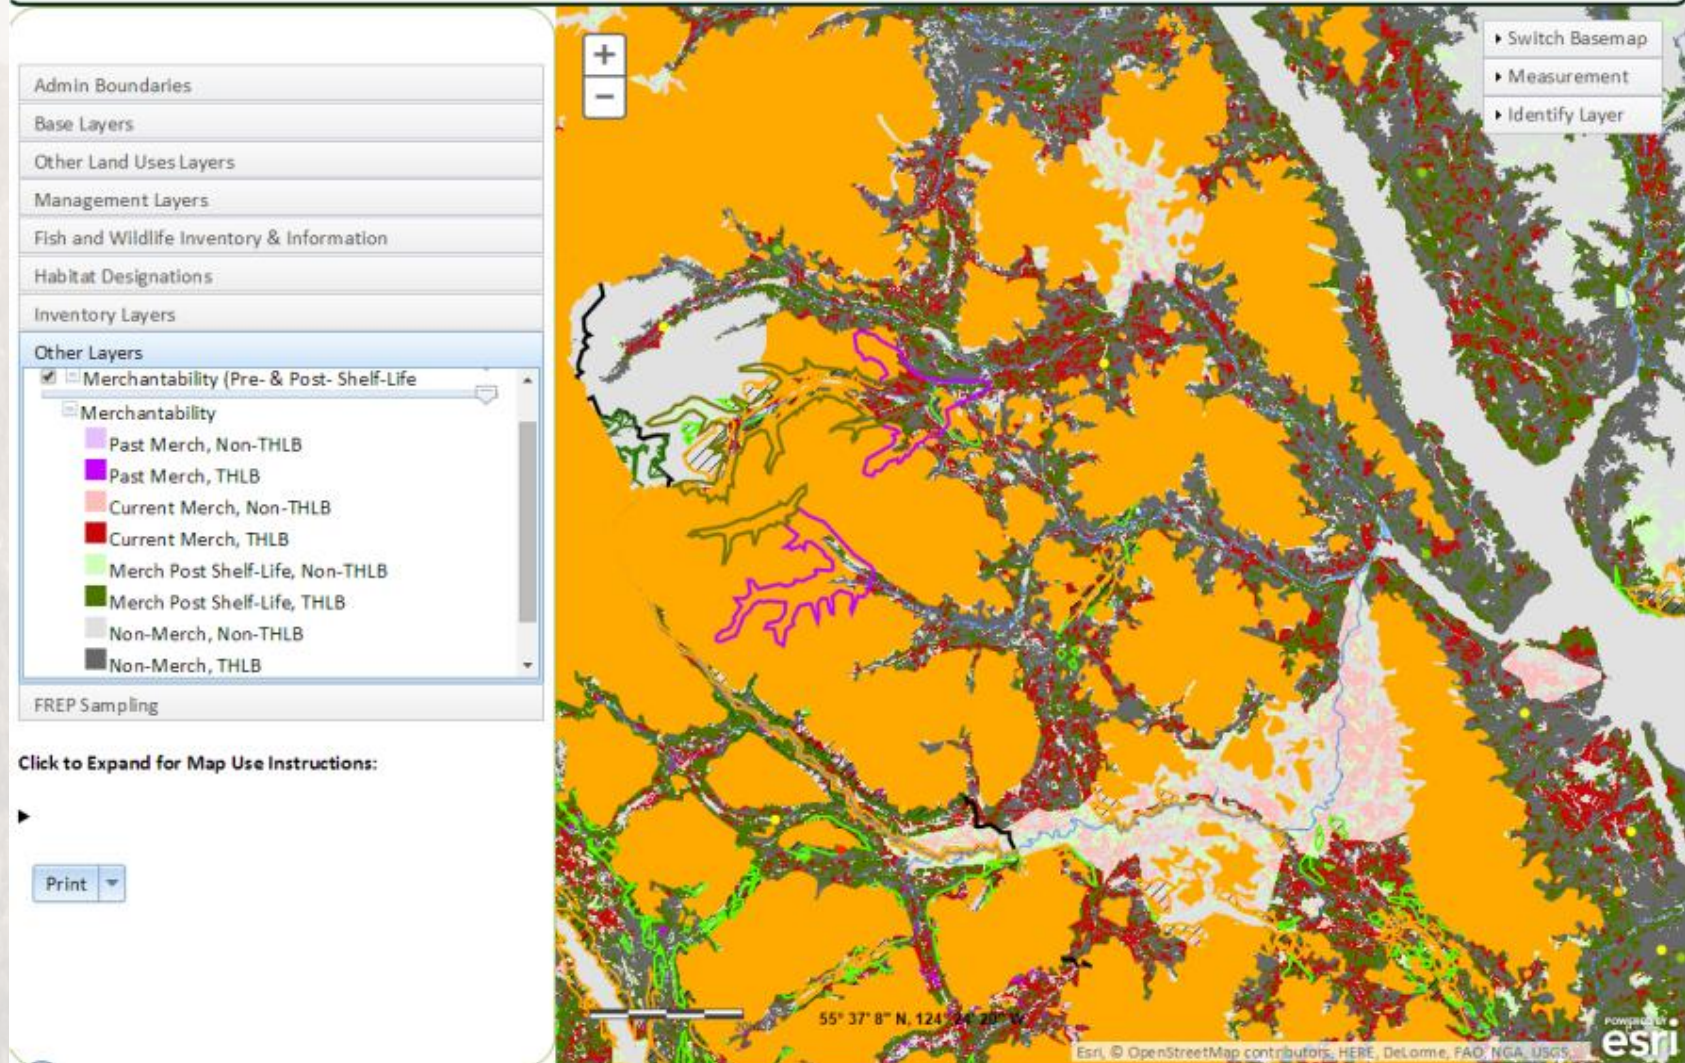 Admin Boundaries
Base Layers
Other Land Uses Layers
Management Layers
Fish and Wildlife Inventory & Information
Habitat Designations
Inventory Layers
Other Layers
Merchantability (Pre- & Post- Shelf-Life
Merchantability
Past Merch, Non-THLB
Past Merch, THLB
Current Merch, Non-THLB
Current Merch, THLB
Merch Post Shelf-Life, Non-THLB
Merch Post Shelf-Life, THLB
Non-Merch, Non-THLB
Non-Merch, THLB
FREP Sampling
Click to Expand for Map Use Instructions:
Print
+
−
Switch Basemap
Measurement
Identify Layer
55° 37' 8" N, 124° 24' 20" W
Esri, © OpenStreetMap contributors, HERE, DeLorme, FAO, NGA, USGS,
POWERED BY
esri